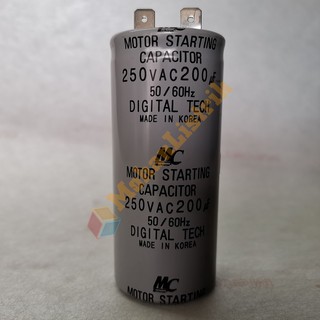 MOTOR STARTING
CAPACITOR
250VAC200µF
50/60Hz
DIGITAL TECH
MADE IN KOREA
MC
MOTOR STARTING
CAPACITOR
250VAC200µF
50/60Hz
DIGITAL TECH
MADE IN KOREA
MC
MOTOR STARTING